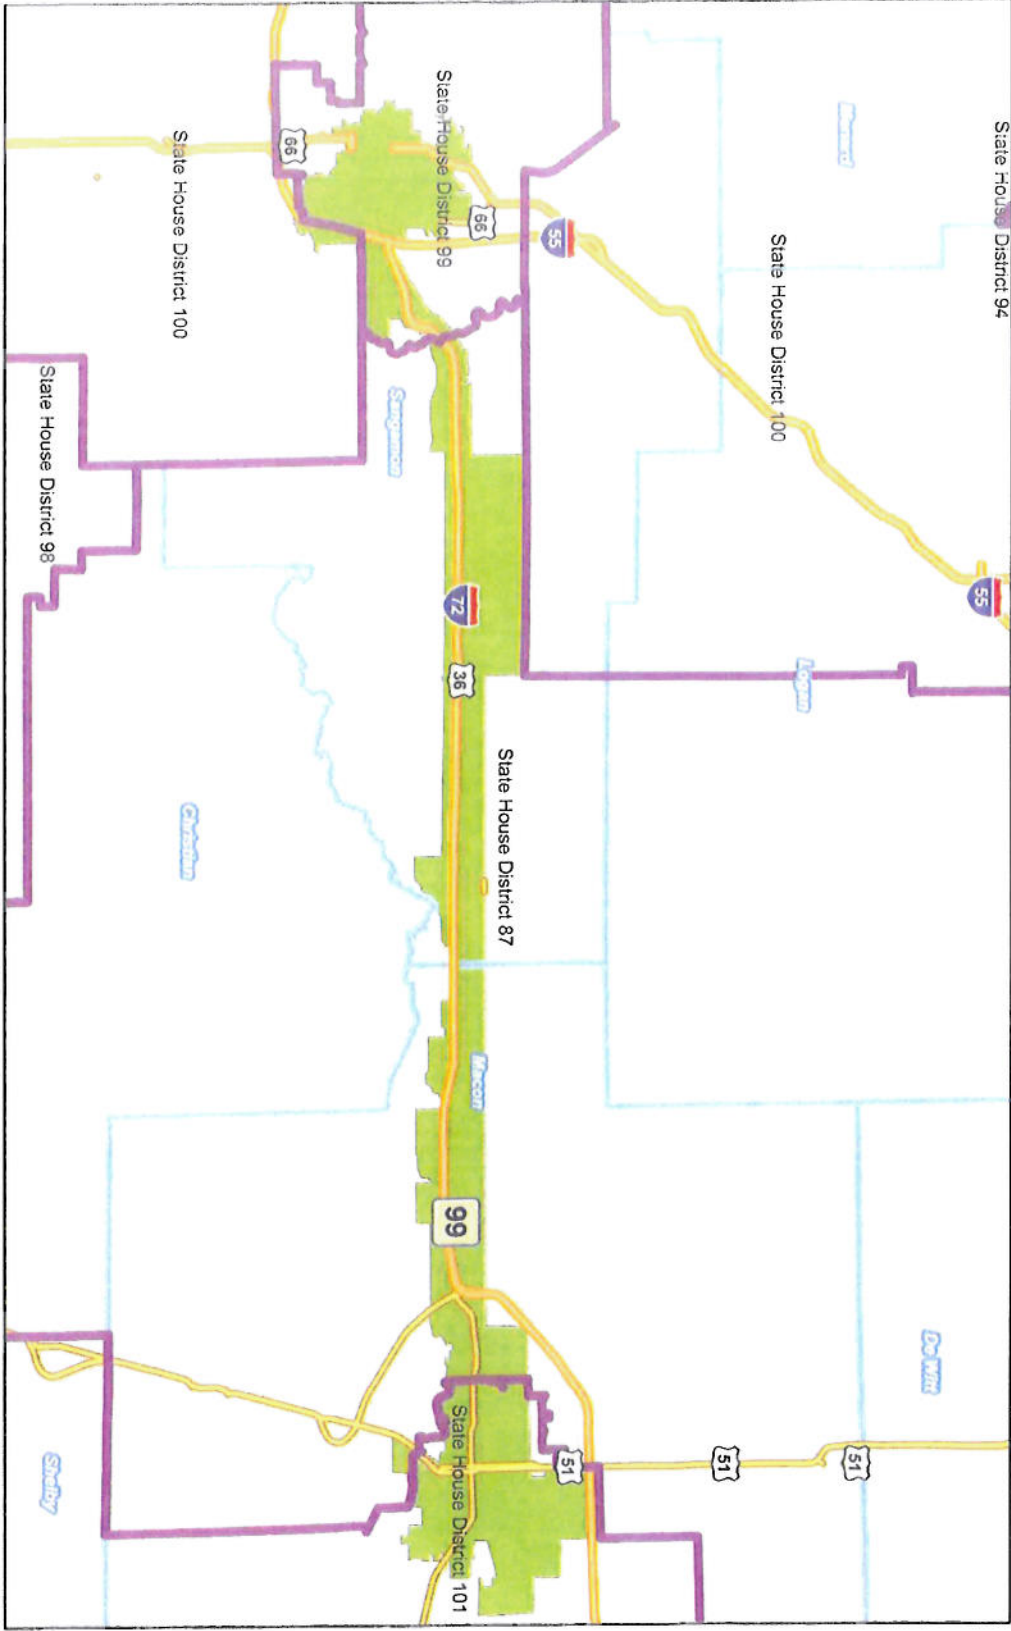 State House District 94
55
De Witt
Menard
51
Logan
State House District 100
51
55
51
State House District 87
66
Macon
72
36
99
State House District 101
State House District 99
Sangamon
66
Christian
State House District 100
Shelby
State House District 98